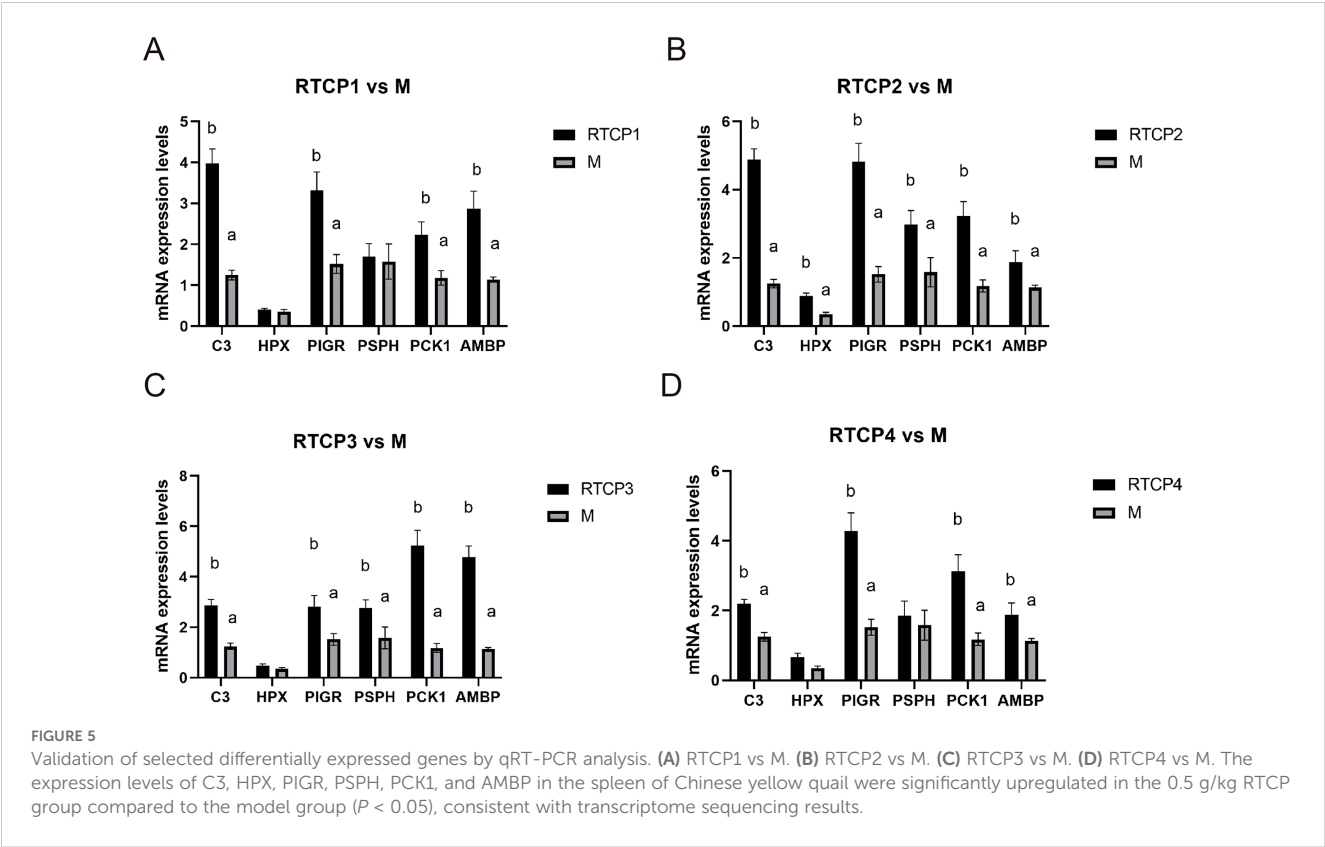 A
RTCP1 vs M
mRNA expression levels
5
4
3
2
1
0
b
a
b
a
b
a
b
a
C3 HPX PIGR PSPH PCK1 AMBP
RTCP1
M
B
RTCP2 vs M
mRNA expression levels
6
4
2
0
b
a
b
a
b
a
b
a
b
a
b
a
C3 HPX PIGR PSPH PCK1 AMBP
RTCP2
M
C
RTCP3 vs M
mRNA expression levels
8
6
4
2
0
b
a
b
a
b
a
b
a
b
a
C3 HPX PIGR PSPH PCK1 AMBP
RTCP3
M
D
RTCP4 vs M
mRNA expression levels
6
4
2
0
b
a
b
a
b
a
b
a
C3 HPX PIGR PSPH PCK1 AMBP
RTCP4
M
FIGURE 5
Validation of selected differentially expressed genes by qRT-PCR analysis. (A) RTCP1 vs M. (B) RTCP2 vs M. (C) RTCP3 vs M. (D) RTCP4 vs M. The
expression levels of C3, HPX, PIGR, PSPH, PCK1, and AMBP in the spleen of Chinese yellow quail were significantly upregulated in the 0.5 g/kg RTCP
group compared to the model group (P < 0.05), consistent with transcriptome sequencing results.